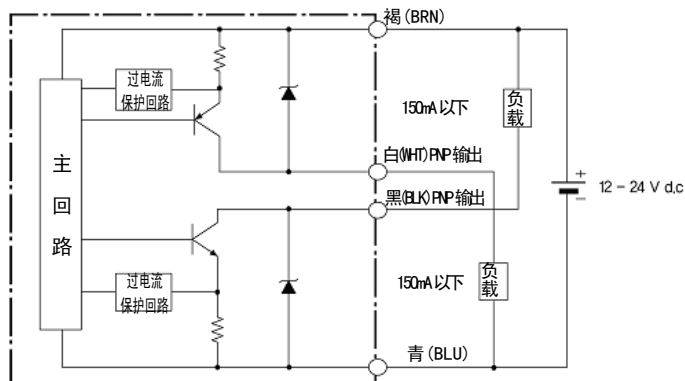 褐(BRN)
过电流
保护回路
150mA以下
负
载
主
回
路
白(WHT)PNP输出
黑(BLK)PNP输出
+
12 - 24 V d.c
−
过电流
保护回路
150mA以下
负
载
青(BLU)